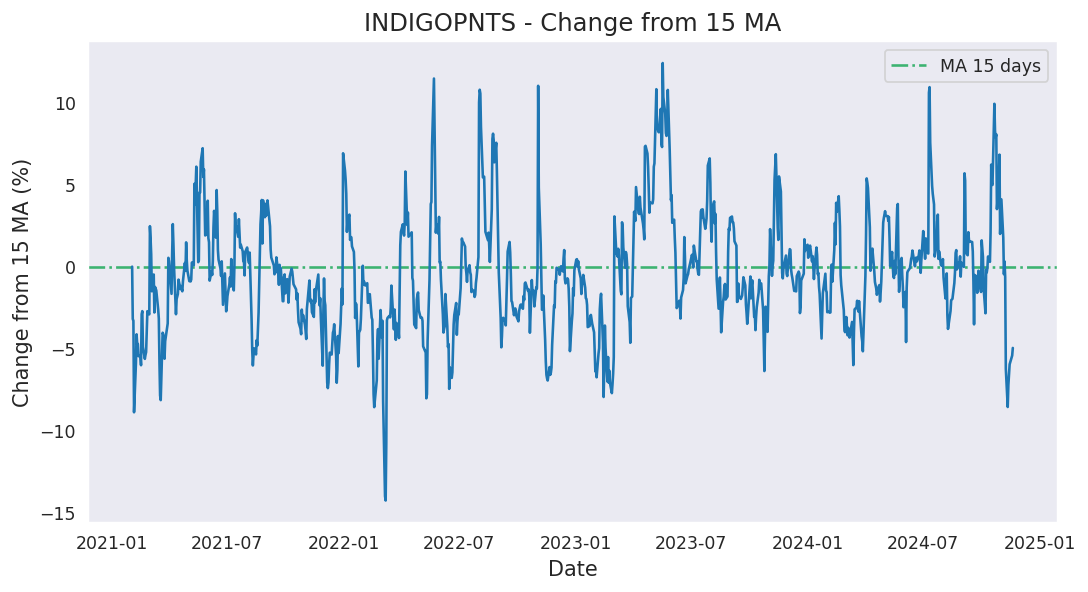 INDIGOPNTS - Change from 15 MA
MA 15 days
Change from 15 MA (%)
10
5
0
−5
−10
−15
2021-01 2021-07 2022-01 2022-07 2023-01 2023-07 2024-01 2024-07 2025-01
Date